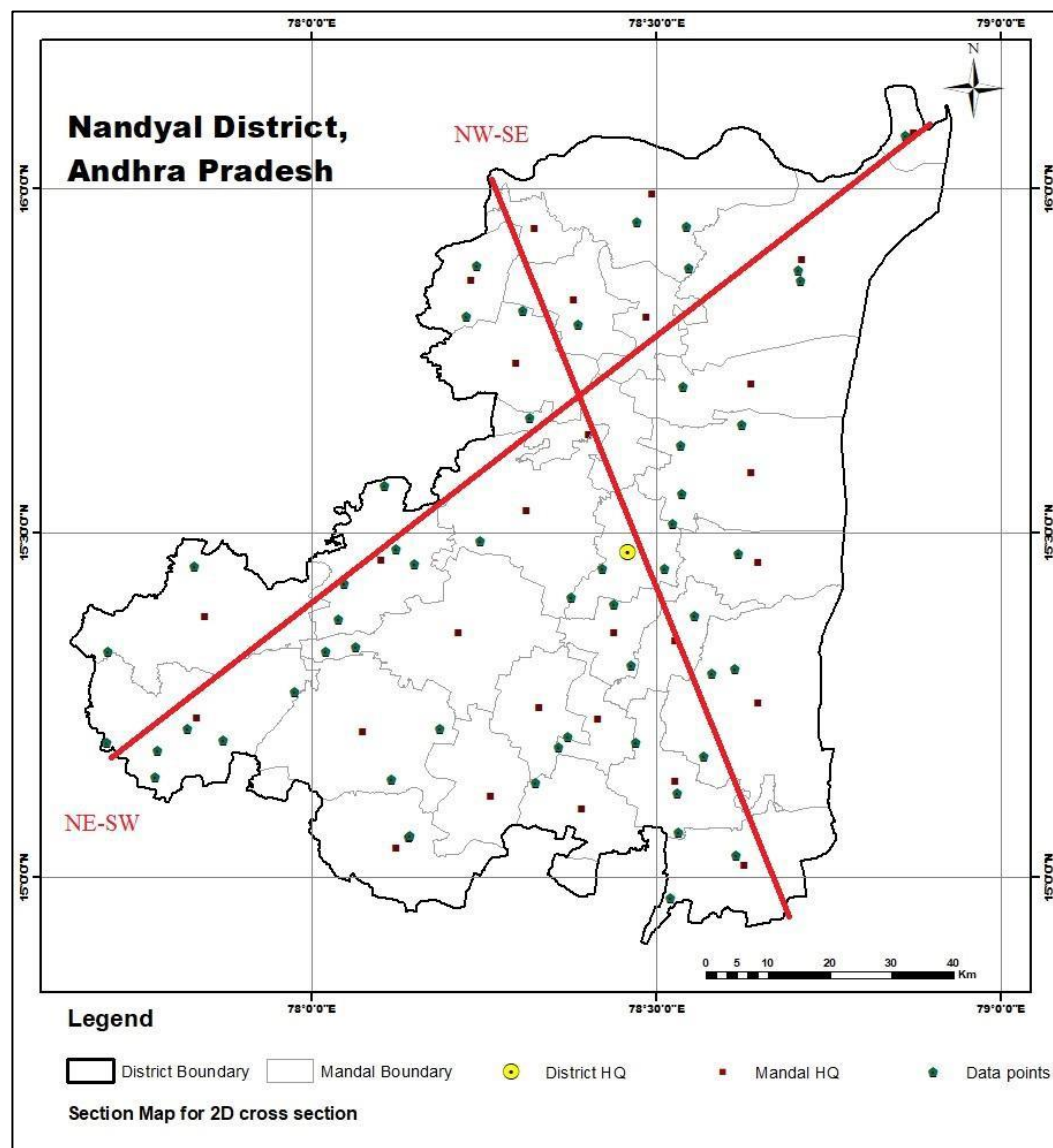 78°0'0"E 78°30'0"E 79°0'0"E
N
Nandyal District,
Andhra Pradesh
NW-SE
16°0'0"N 16°0'0"N
15°30'0"N 15°30'0"N
NE-SW
15°0'0"N 15°0'0"N
0 5 10 20 30 40
Km
78°0'0"E 78°30'0"E 79°0'0"E
Legend
District Boundary Mandal Boundary District HQ Mandal HQ Data points
Section Map for 2D cross section